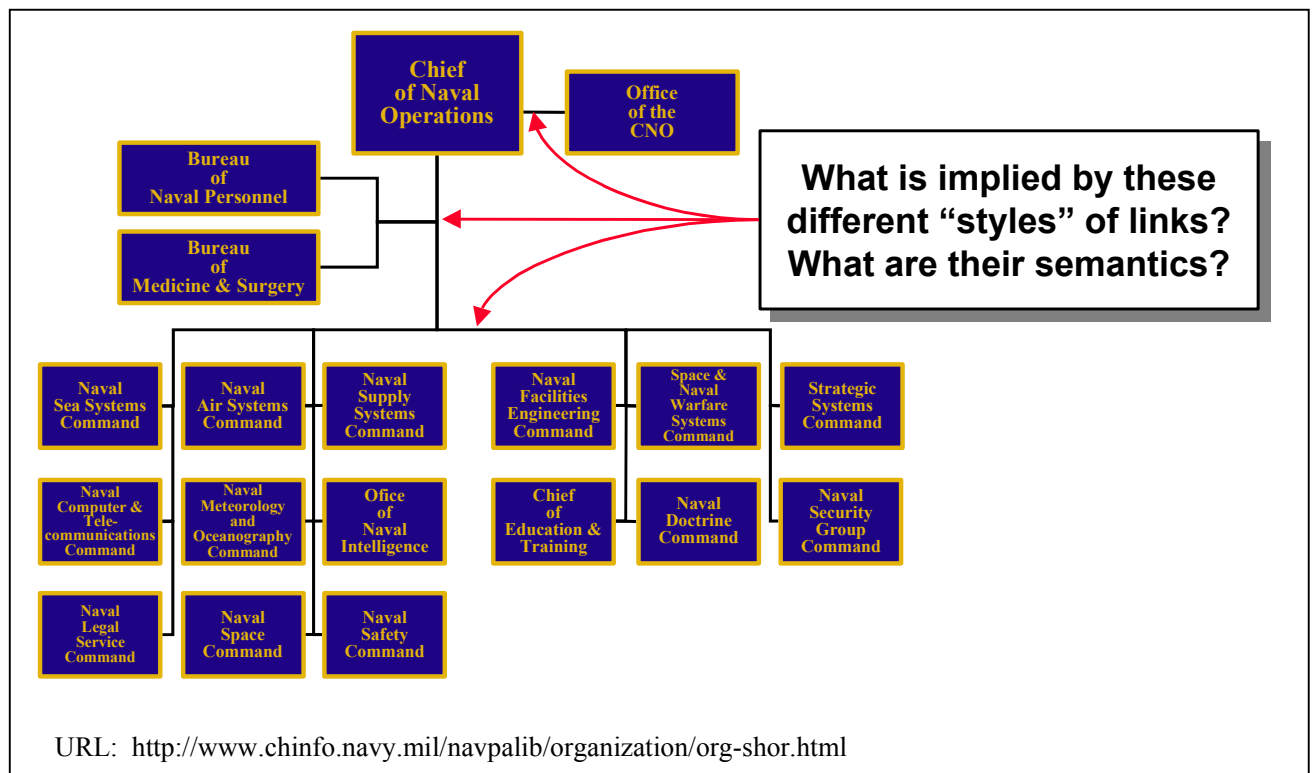 Chief
of Naval
Operations
Office
of the
CNO
Bureau
of
Naval Personnel
Bureau
of
Medicine & Surgery
What is implied by these
different “styles” of links?
What are their semantics?
Naval
Sea Systems
Command
Naval
Air Systems
Command
Naval
Supply
Systems
Command
Naval
Facilities
Engineering
Command
Space &
Naval
Warfare
Systems
Command
Strategic
Systems
Command
Naval
Computer &
Tele-
communications
Command
Naval
Meteorology
and
Oceanography
Command
Ofice
of
Naval
Intelligence
Chief
of
Education &
Training
Naval
Doctrine
Command
Naval
Security
Group
Command
Naval
Legal
Service
Command
Naval
Space
Command
Naval
Safety
Command
URL: http://www.chinfo.navy.mil/navpalib/organization/org-shor.html